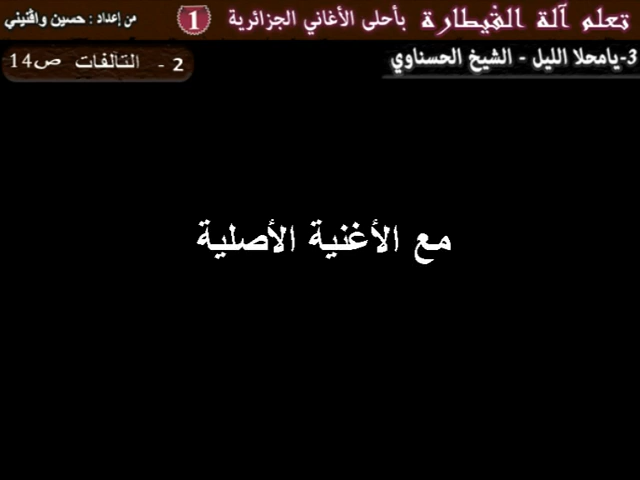 تعلم آلة القيطارة بأحلى الأغاني الجزائرية 1 من إعداد : حسين واقنيني
3-يامحلا الليل - الشيخ الحسناوي
2 - التآلفات ص14
مع الأغنية الأصلية